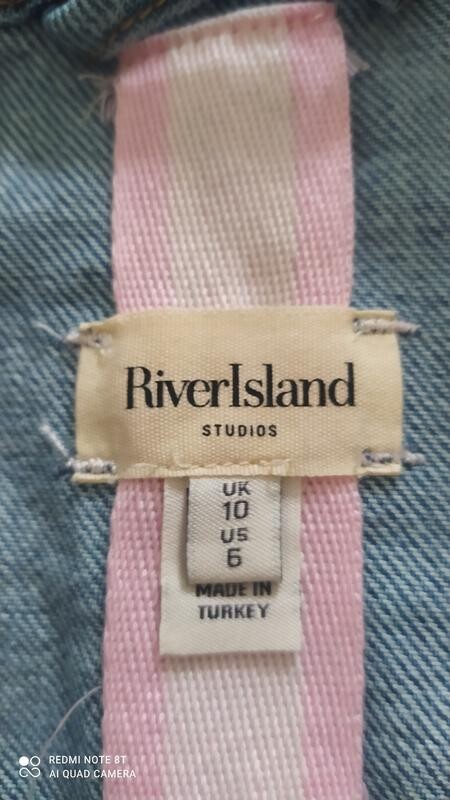 RiverIsland
STUDIOS
UK
10
US
6
MADE IN
TURKEY
REDMI NOTE 8T
AI QUAD CAMERA